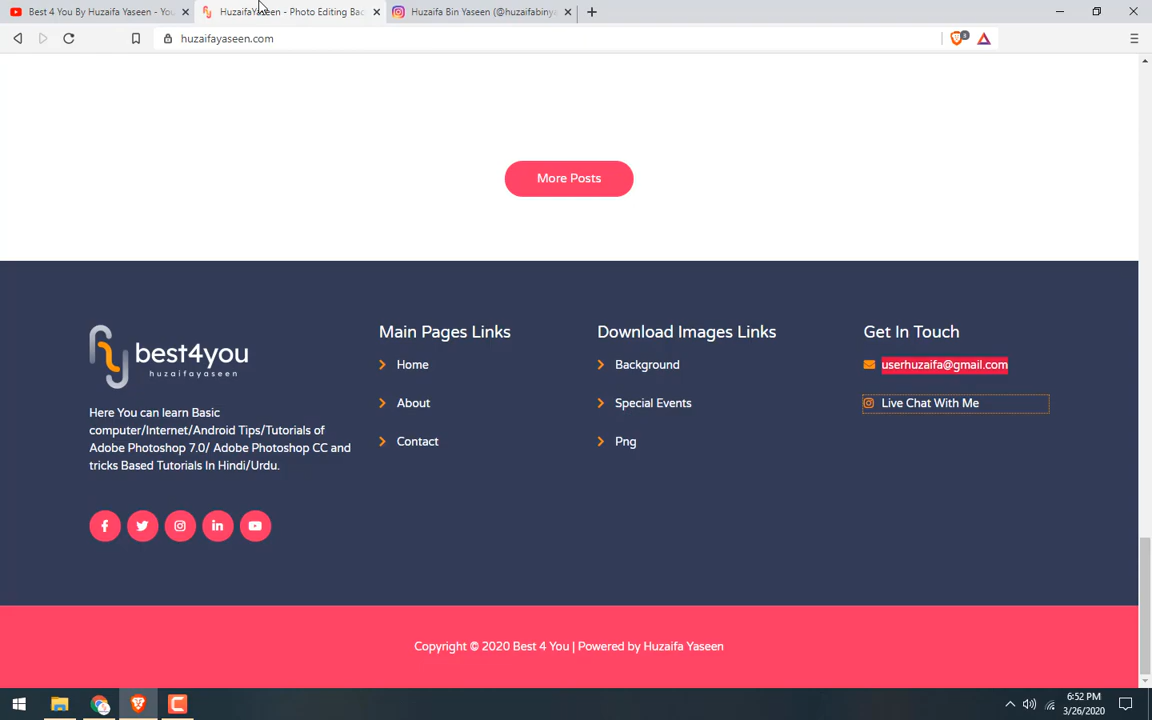 Best 4 You By Huzaifa Yaseen - You
HuzaifaYaseen - Photo Editing Bac
Huzaifa Bin Yaseen (@huzaifabinya
huzaifayaseen.com
3
More Posts
best4you
huzaifayaseen
Here You can learn Basic
computer/Internet/Android Tips/Tutorials of
Adobe Photoshop 7.0/ Adobe Photoshop CC and
tricks Based Tutorials In Hindi/Urdu.
Main Pages Links
Home
About
Contact
Download Images Links
Background
Special Events
Png
Get In Touch
userhuzaifa@gmail.com
Live Chat With Me
Copyright © 2020 Best 4 You | Powered by Huzaifa Yaseen
6:52 PM
3/26/2020